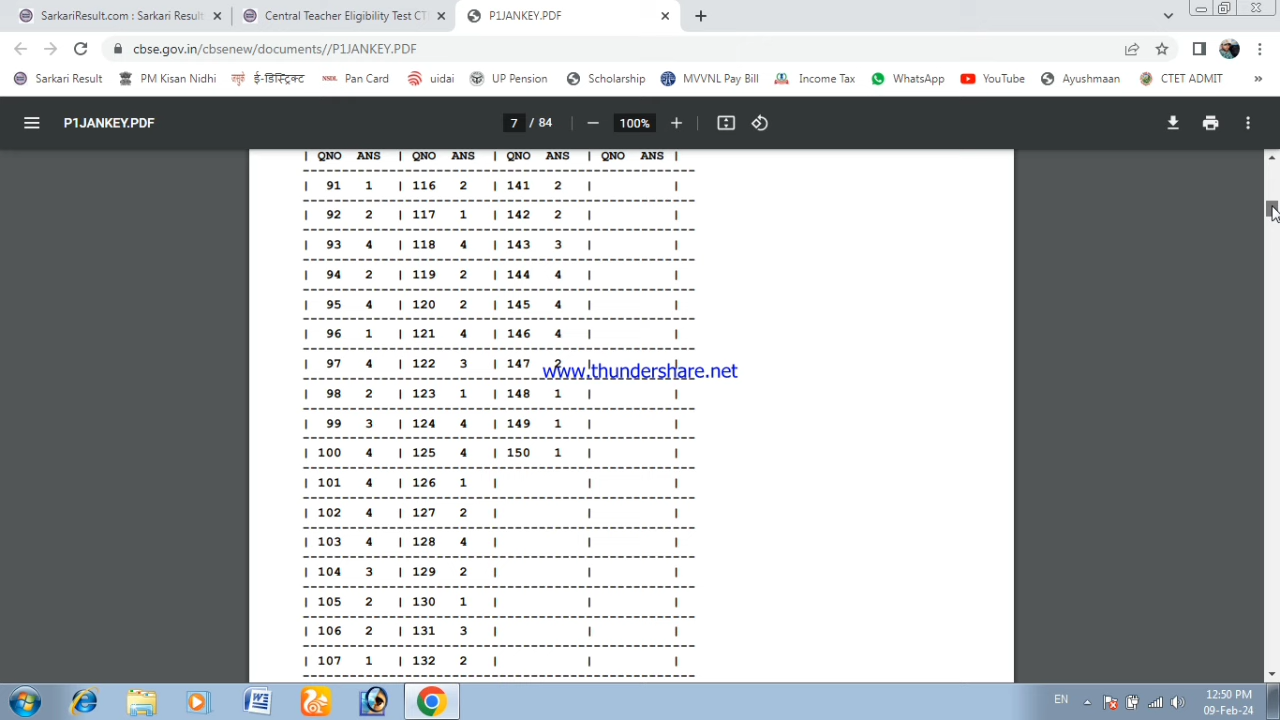 SarkariResult.com : Sarkari Result
Central Teacher Eligibility Test CT
P1JANKEY.PDF
cbse.gov.in/cbsenew/documents//P1JANKEY.PDF
Sarkari Result PM Kisan Nidhi ई-डिस्ट्रिक्ट Pan Card uidai UP Pension Scholarship MVVNL Pay Bill Income Tax WhatsApp YouTube Ayushmaan CTET ADMIT »
P1JANKEY.PDF 7 / 84 — 100% +
| QNO ANS | QNO ANS | QNO ANS | QNO ANS |
| 91 1 | 116 2 | 141 2 | |
| 92 2 | 117 1 | 142 2 | |
| 93 4 | 118 4 | 143 3 | |
| 94 2 | 119 2 | 144 4 | |
| 95 4 | 120 2 | 145 4 | |
| 96 1 | 121 4 | 146 4 | |
| 97 4 | 122 3 | 147 2 | |
www.thundershare.net
| 98 2 | 123 1 | 148 1 | |
| 99 3 | 124 4 | 149 1 | |
| 100 4 | 125 4 | 150 1 | |
| 101 4 | 126 1 | | |
| 102 4 | 127 2 | | |
| 103 4 | 128 4 | | |
| 104 3 | 129 2 | | |
| 105 2 | 130 1 | | |
| 106 2 | 131 3 | | |
| 107 1 | 132 2 | | |
EN
12:50 PM
09-Feb-24